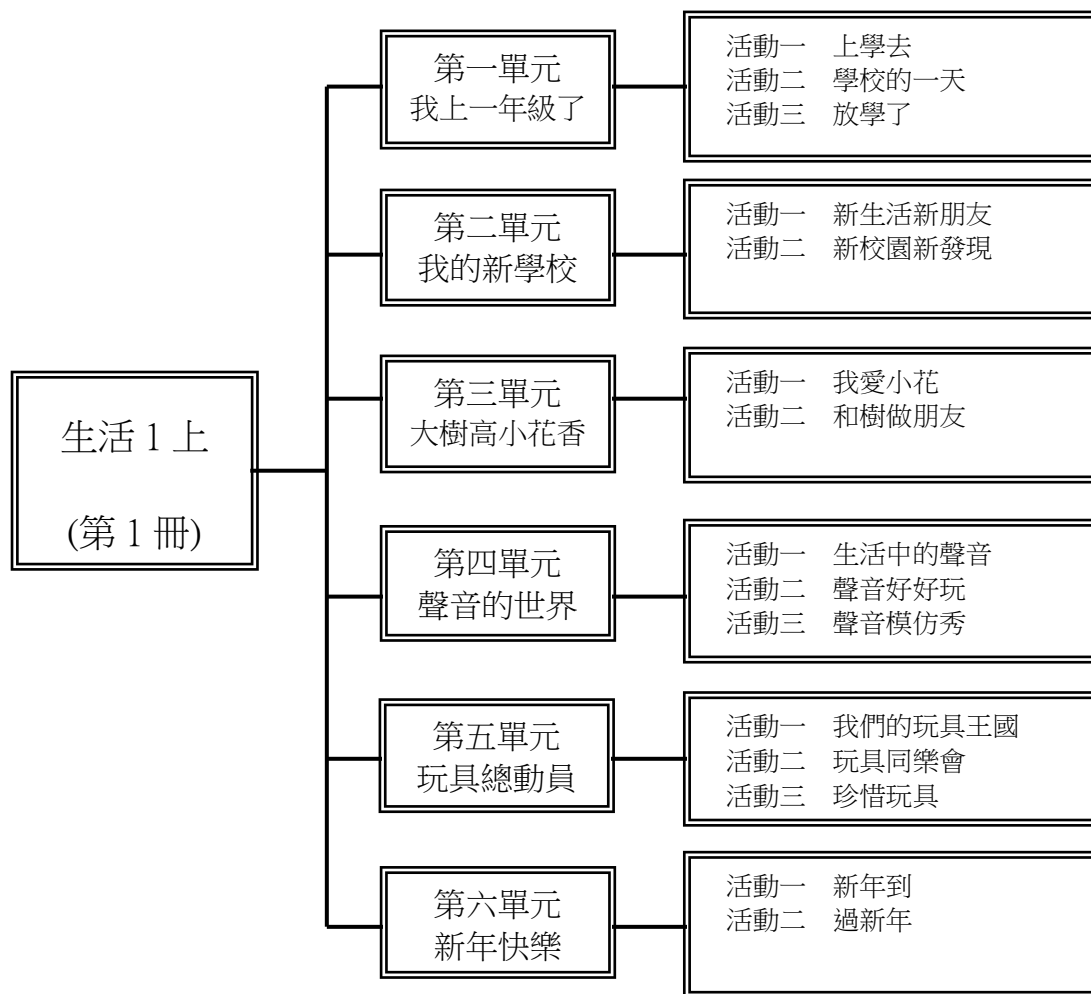 生活 1 上
(第 1 冊)
第一單元
我上一年級了
活動一　上學去
活動二　學校的一天
活動三　放學了
第二單元
我的新學校
活動一　新生活新朋友
活動二　新校園新發現
第三單元
大樹高小花香
活動一　我愛小花
活動二　和樹做朋友
第四單元
聲音的世界
活動一　生活中的聲音
活動二　聲音好好玩
活動三　聲音模仿秀
第五單元
玩具總動員
活動一　我們的玩具王國
活動二　玩具同樂會
活動三　珍惜玩具
第六單元
新年快樂
活動一　新年到
活動二　過新年